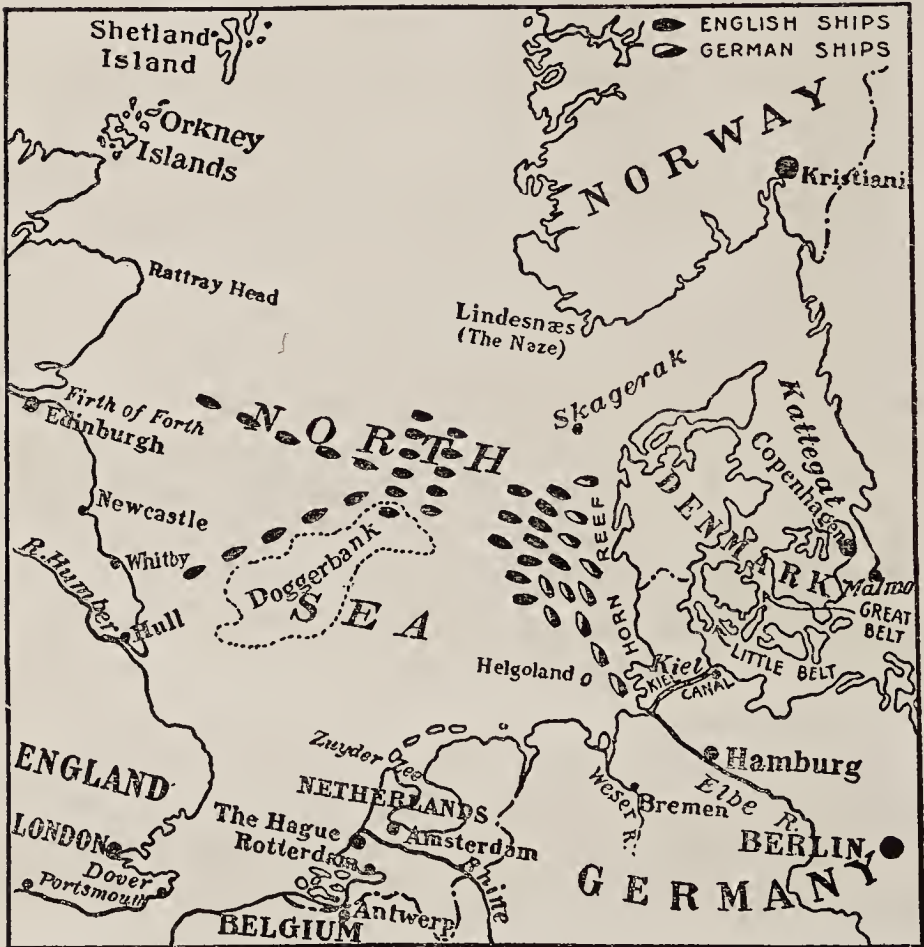 ENGLISH SHIPS
GERMAN SHIPS
Shetland
Island
Orkney
Islands
NORWAY
Kristiani
Rattray Head
Lindesnæs
(The Naze)
Skagerak
Kattegat
Firth of Forth
Edinburgh
NORTH
SEA
Copenhagen
DENMARK
Newcastle
Whitby
Doggerbank
HORN REEF
R. Humber
Hull
Malmo
GREAT
BELT
LITTLE BELT
Helgoland
Kiel
KIEL CANAL
Zuyder Zee
NETHERLANDS
Hamburg
Elbe R.
Weser R.
Bremen
ENGLAND
The Hague
Amsterdam
Rotterdam
Rhine
BERLIN
LONDON
Dover
Portsmouth
GERMANY
Antwerp
BELGIUM